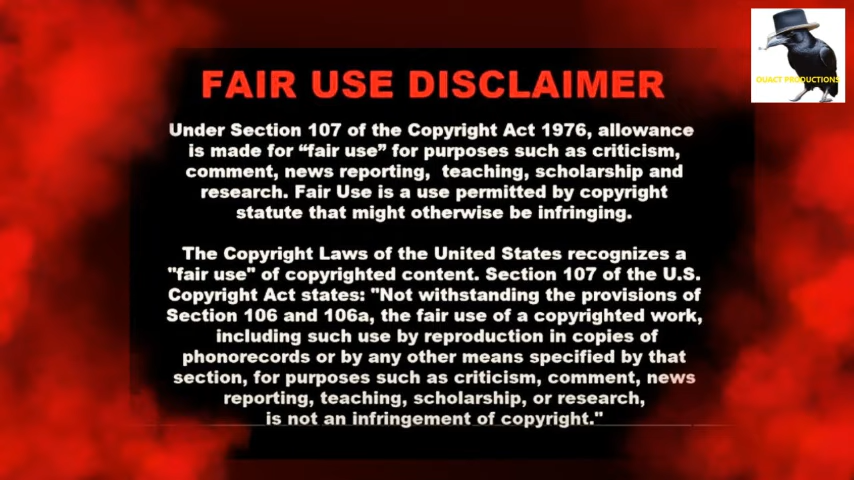 FAIR USE DISCLAIMER
QUACT PRODUCTIONS
Under Section 107 of the Copyright Act 1976, allowance
is made for “fair use” for purposes such as criticism,
comment, news reporting, teaching, scholarship and
research. Fair Use is a use permitted by copyright
statute that might otherwise be infringing.
The Copyright Laws of the United States recognizes a
"fair use" of copyrighted content. Section 107 of the U.S.
Copyright Act states: "Not withstanding the provisions of
Section 106 and 106a, the fair use of a copyrighted work,
including such use by reproduction in copies of
phonorecords or by any other means specified by that
section, for purposes such as criticism, comment, news
reporting, teaching, scholarship, or research,
is not an infringement of copyright."